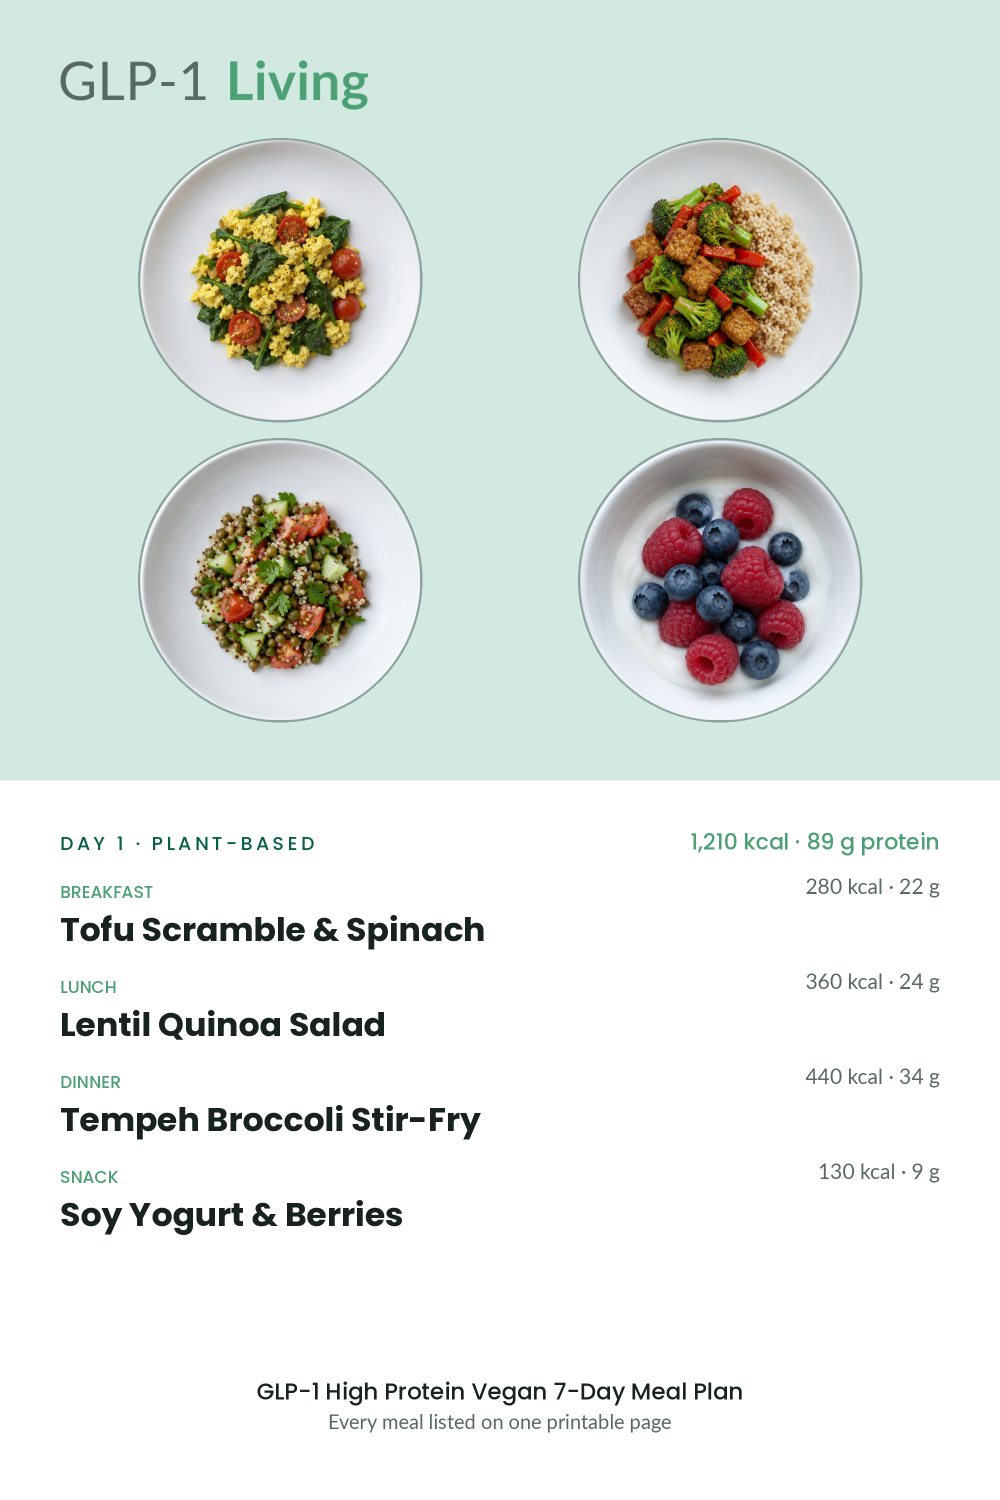 GLP-1 Living
DAY 1 · PLANT-BASED
1,210 kcal · 89 g protein
BREAKFAST
280 kcal · 22 g
Tofu Scramble & Spinach
LUNCH
360 kcal · 24 g
Lentil Quinoa Salad
DINNER
440 kcal · 34 g
Tempeh Broccoli Stir-Fry
SNACK
130 kcal · 9 g
Soy Yogurt & Berries
GLP-1 High Protein Vegan 7-Day Meal Plan
Every meal listed on one printable page